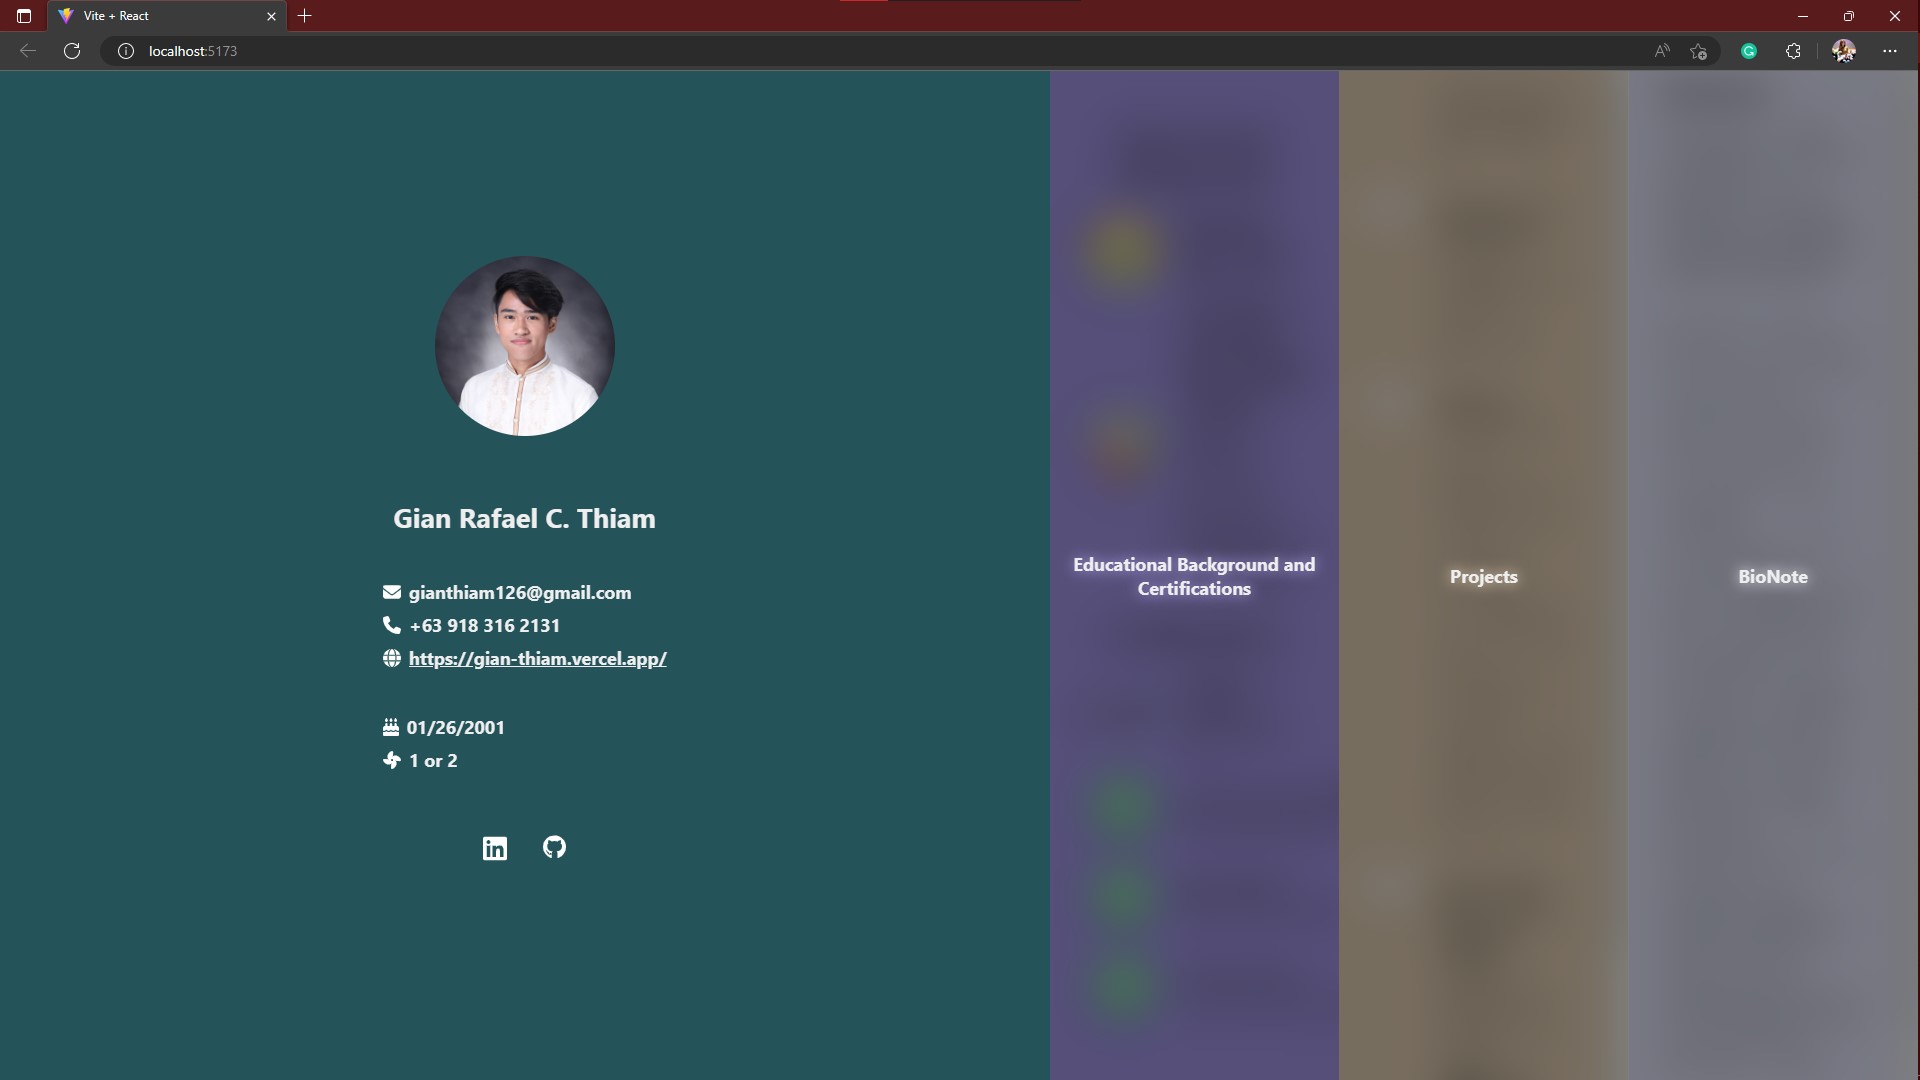 Vite + React
localhost:5173
Gian Rafael C. Thiam
gianthiam126@gmail.com
+63 918 316 2131
https://gian-thiam.vercel.app/
01/26/2001
1 or 2
Educational Background and
Certifications
Projects
BioNote